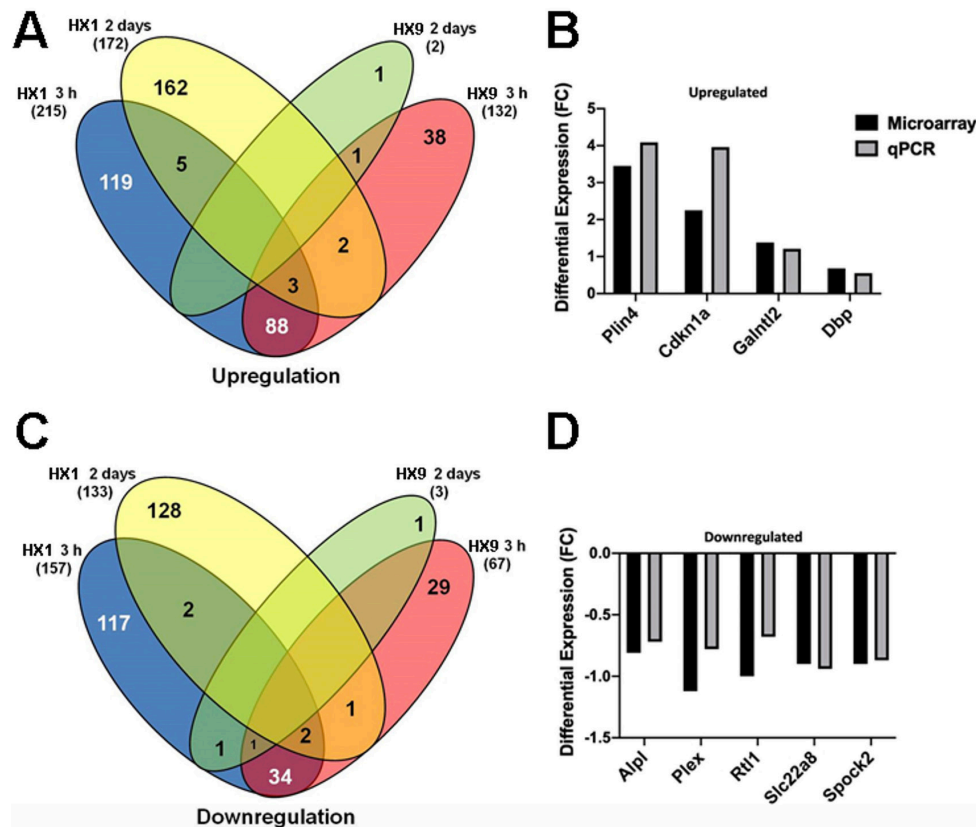 A
HX1 2 days
(172)
HX9 2 days
(2)
HX1 3 h
(215)
HX9 3 h
(132)
162
1
38
5
1
119
2
3
88
Upregulation
B
Upregulated
Microarray
qPCR
Differential Expression (FC)
5
4
3
2
1
0
Plin4
Cdkn1a
Galntl2
Dbp
C
HX1 2 days
(133)
HX9 2 days
(3)
HX1 3 h
(157)
HX9 3 h
(67)
128
1
29
2
117
1
1
1
2
34
Downregulation
D
Downregulated
Differential Expression (FC)
0.0
-0.5
-1.0
-1.5
Alpl
Plex
Rtl1
Slc22a8
Spock2